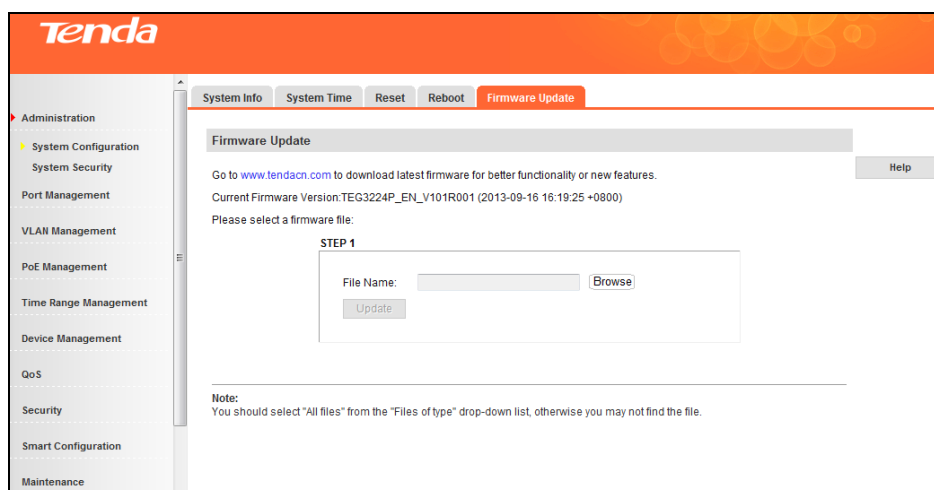 Tenda
System Info System Time Reset Reboot Firmware Update
Administration
System Configuration
System Security
Port Management
VLAN Management
PoE Management
Time Range Management
Device Management
QoS
Security
Smart Configuration
Maintenance
Firmware Update
Go to www.tendacn.com to download latest firmware for better functionality or new features.
Current Firmware Version:TEG3224P_EN_V101R001 (2013-09-16 16:19:25 +0800)
Please select a firmware file:
STEP 1
File Name: Browse
Update
Note:
You should select "All files" from the "Files of type" drop-down list, otherwise you may not find the file.
Help